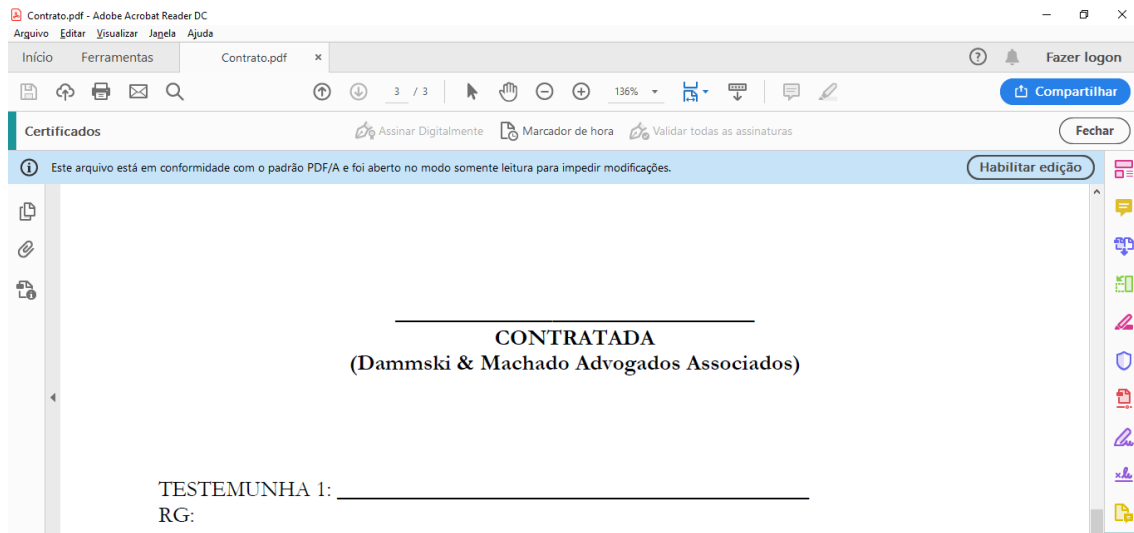 Contrato.pdf - Adobe Acrobat Reader DC
Arquivo Editar Visualizar Janela Ajuda
Início Ferramentas Contrato.pdf × Fazer logon
3 / 3 136% Compartilhar
Certificados Assinar Digitalmente Marcador de hora Validar todas as assinaturas Fechar
Este arquivo está em conformidade com o padrão PDF/A e foi aberto no modo somente leitura para impedir modificações. Habilitar edição
CONTRATADA
(Dammski & Machado Advogados Associados)
TESTEMUNHA 1:
RG: